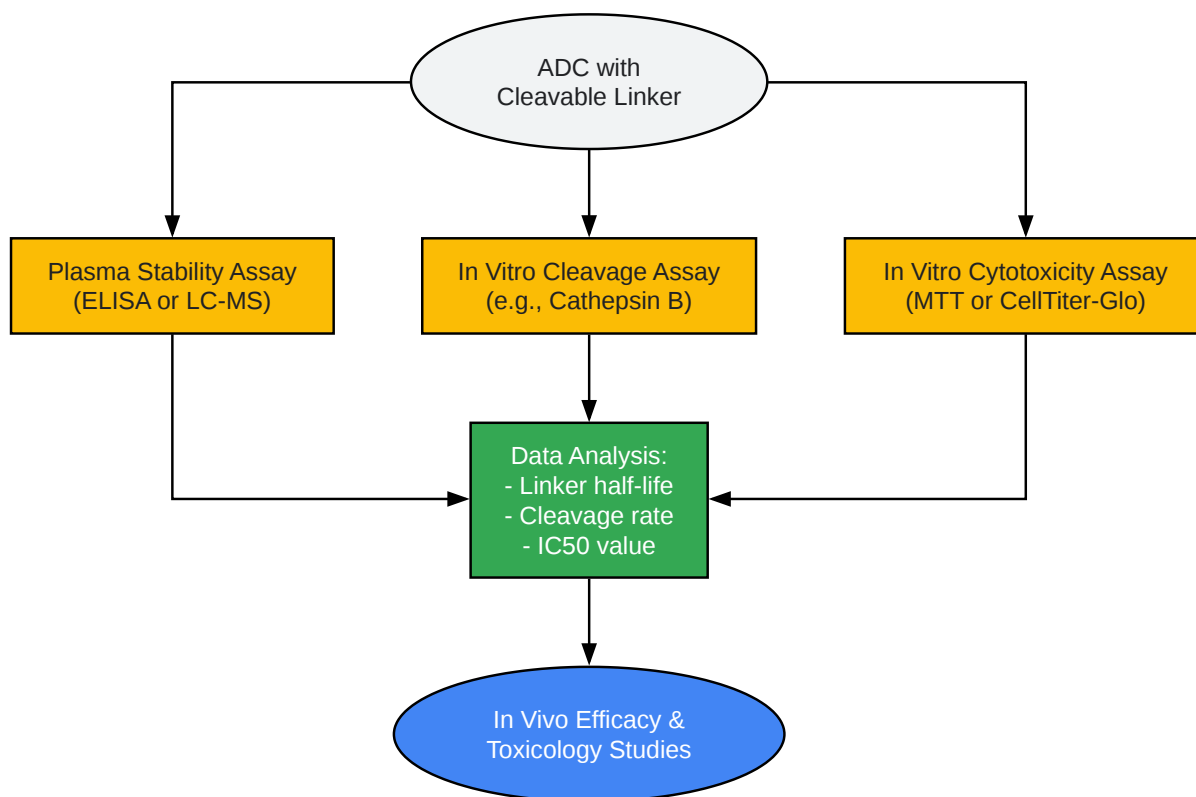 ADC with
Cleavable Linker
Plasma Stability Assay
(ELISA or LC-MS)
In Vitro Cleavage Assay
(e.g., Cathepsin B)
In Vitro Cytotoxicity Assay
(MTT or CellTiter-Glo)
Data Analysis:
- Linker half-life
- Cleavage rate
- IC50 value
In Vivo Efficacy &
Toxicology Studies